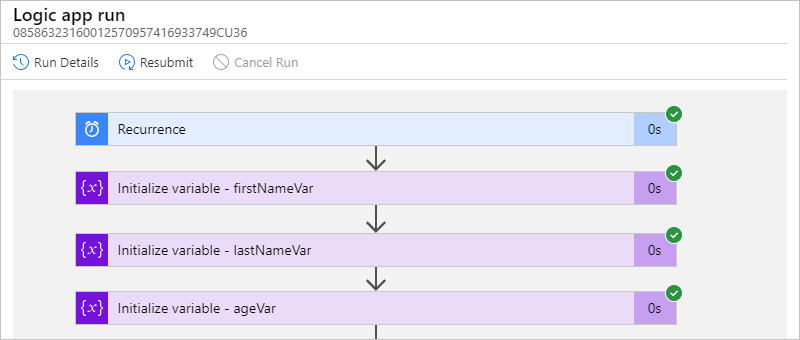 Logic app run
08586323160012570957416933749CU36
Run Details Resubmit Cancel Run
Recurrence 0s
{x} Initialize variable - firstNameVar 0s
{x} Initialize variable - lastNameVar 0s
{x} Initialize variable - ageVar 0s